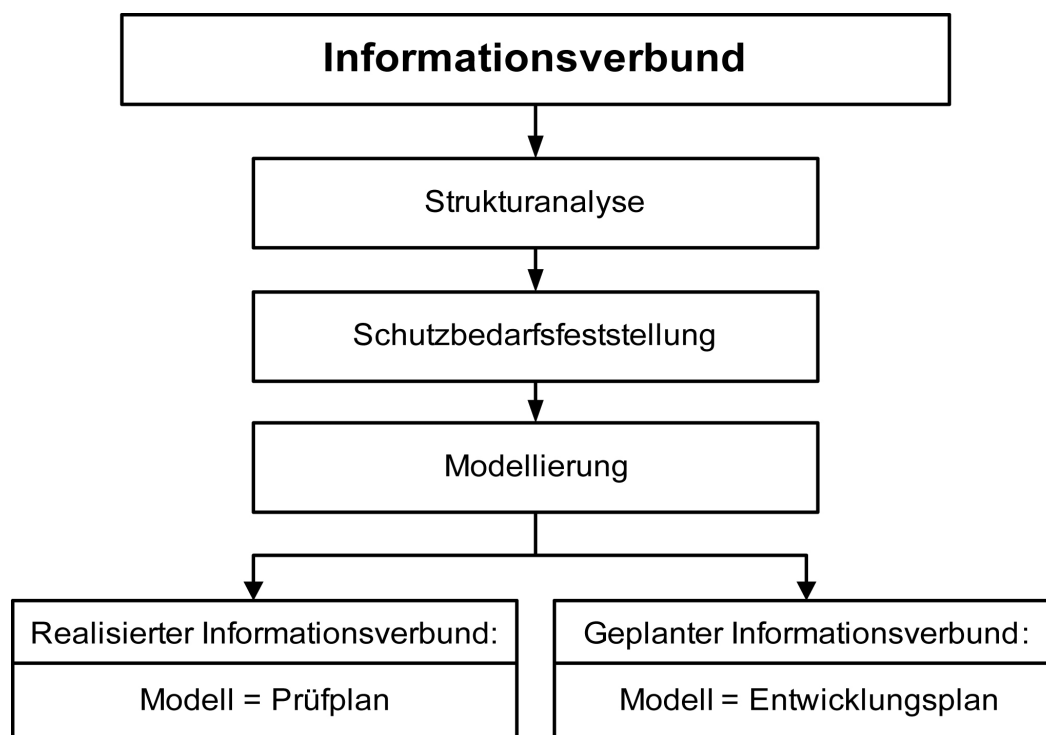 Informationsverbund
Strukturanalyse
Schutzbedarfsfeststellung
Modellierung
Realisierter Informationsverbund:
Modell = Prüfplan
Geplanter Informationsverbund:
Modell = Entwicklungsplan